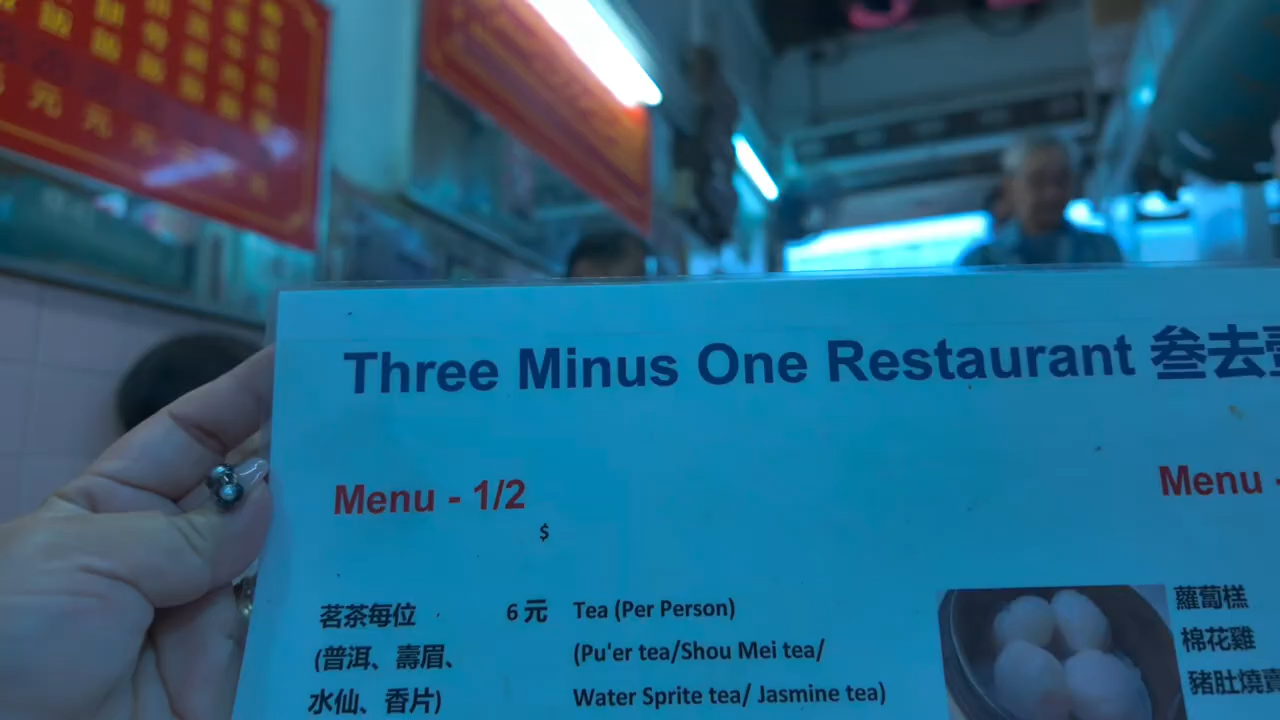 Three Minus One Restaurant 叁去壹
Menu - 1/2
$
茗茶每位 6 元 Tea (Per Person)
(普洱、壽眉、 (Pu'er tea/Shou Mei tea/
水仙、香片) Water Sprite tea/ Jasmine tea)
Menu -
蘿蔔糕
棉花雞
豬肚燒賣